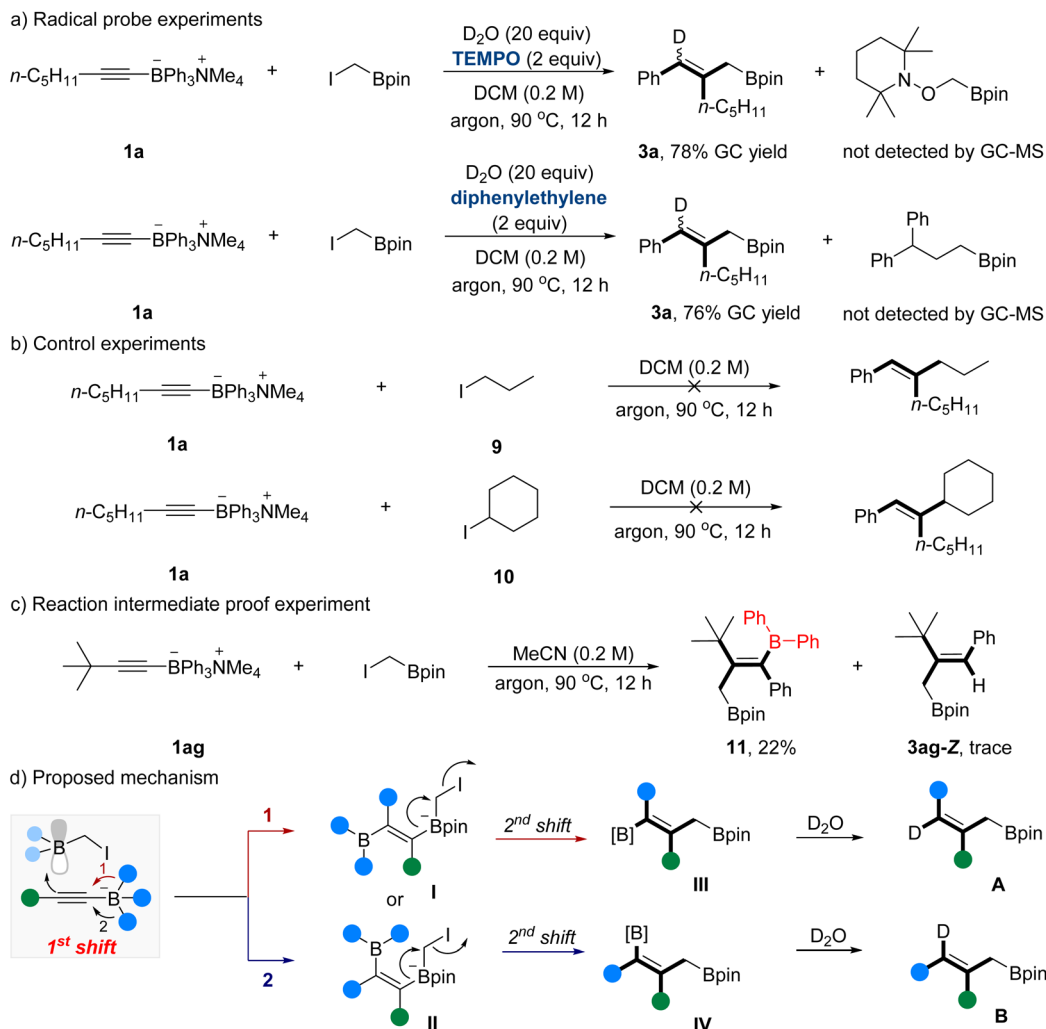 a) Radical probe experiments
n-C5H11 BPh3NMe4 − + + I Bpin D2O (20 equiv) TEMPO (2 equiv) DCM (0.2 M) argon, 90 °C, 12 h D Ph Bpin n-C5H11 + N O Bpin
1a 3a, 78% GC yield not detected by GC-MS
n-C5H11 BPh3NMe4 − + + I Bpin D2O (20 equiv) diphenylethylene (2 equiv) DCM (0.2 M) argon, 90 °C, 12 h D Ph Bpin n-C5H11 + Ph Ph Bpin
1a 3a, 76% GC yield not detected by GC-MS
b) Control experiments
n-C5H11 BPh3NMe4 − + + I DCM (0.2 M) argon, 90 °C, 12 h Ph n-C5H11
1a 9
n-C5H11 BPh3NMe4 − + + I DCM (0.2 M) argon, 90 °C, 12 h Ph n-C5H11
1a 10
c) Reaction intermediate proof experiment
BPh3NMe4 − + + I Bpin MeCN (0.2 M) argon, 90 °C, 12 h Ph B Ph Ph Bpin + Ph H Bpin
1ag 11, 22% 3ag-Z, trace
d) Proposed mechanism
B I 1 B − 2 1st shift
1 B I Bpin − I 2nd shift [B] Bpin III D2O D Bpin A
or
2 B I Bpin − II 2nd shift [B] Bpin IV D2O D Bpin B